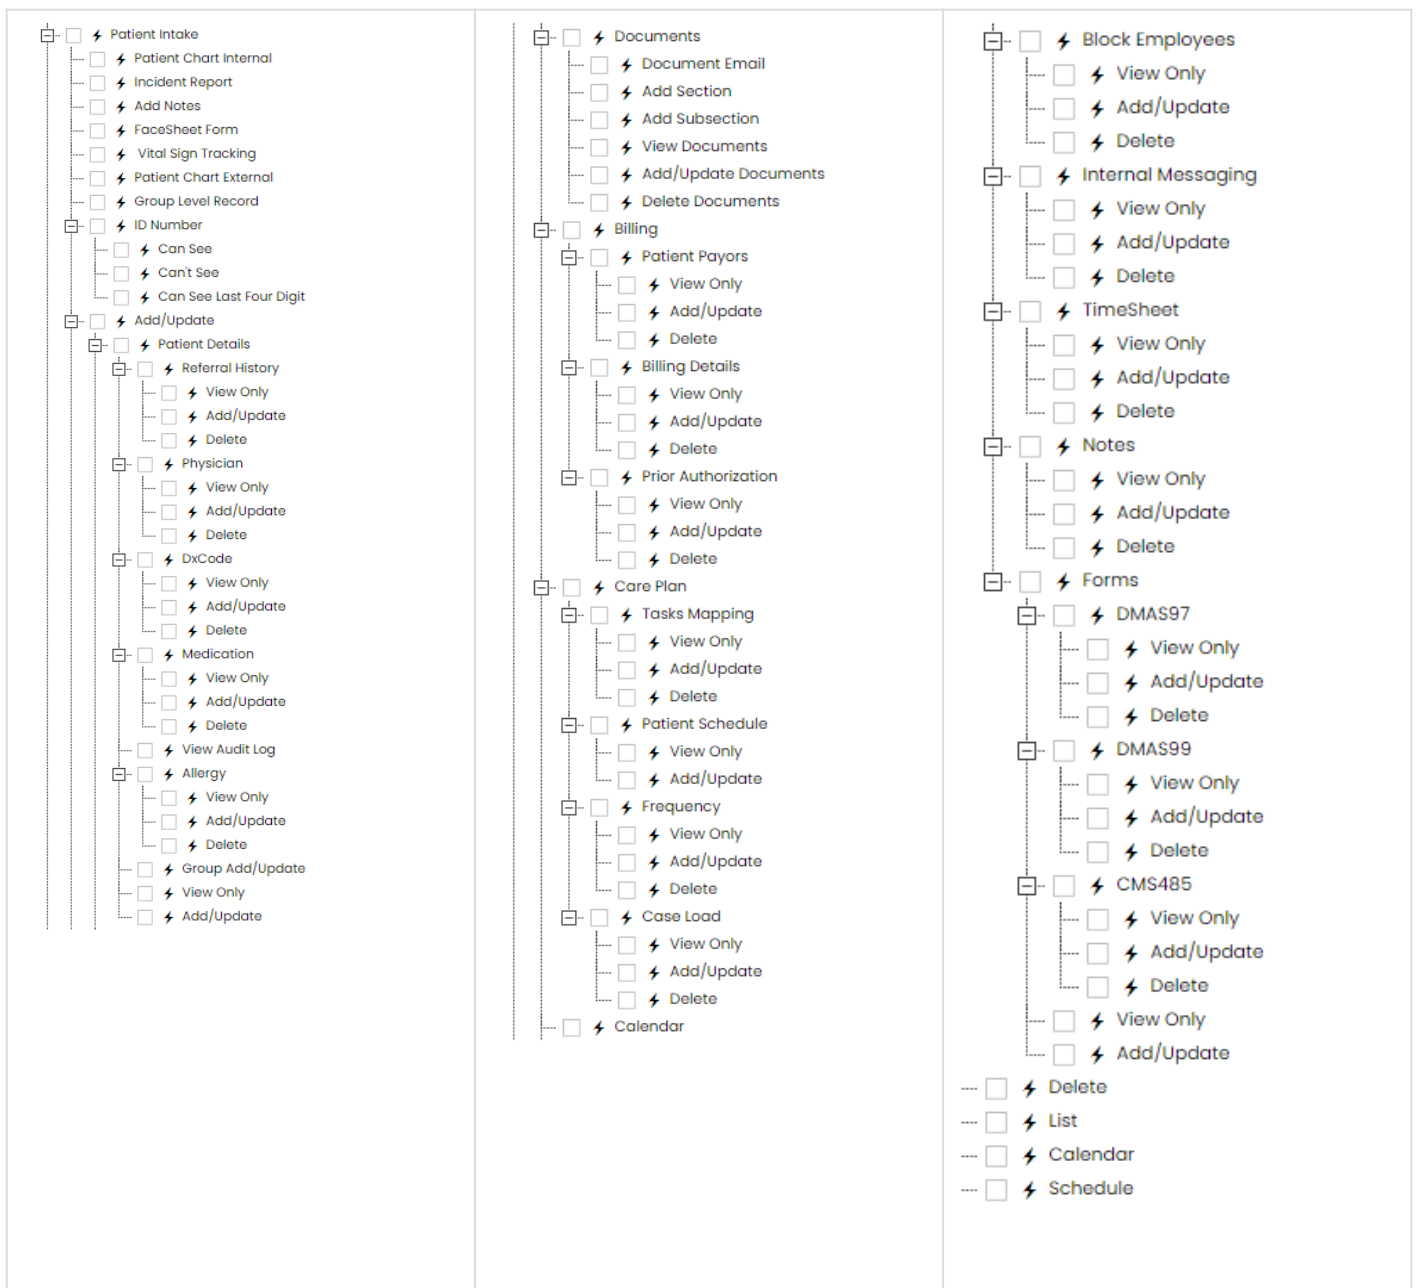 Patient Intake
Patient Chart Internal
Incident Report
Add Notes
FaceSheet Form
Vital Sign Tracking
Patient Chart External
Group Level Record
ID Number
Can See
Can't See
Can See Last Four Digit
Add/Update
Patient Details
Referral History
View Only
Add/Update
Delete
Physician
View Only
Add/Update
Delete
DxCode
View Only
Add/Update
Delete
Medication
View Only
Add/Update
Delete
View Audit Log
Allergy
View Only
Add/Update
Delete
Group Add/Update
View Only
Add/Update
Documents
Document Email
Add Section
Add Subsection
View Documents
Add/Update Documents
Delete Documents
Billing
Patient Payors
View Only
Add/Update
Delete
Billing Details
View Only
Add/Update
Delete
Prior Authorization
View Only
Add/Update
Delete
Care Plan
Tasks Mapping
View Only
Add/Update
Delete
Patient Schedule
View Only
Add/Update
Frequency
View Only
Add/Update
Delete
Case Load
View Only
Add/Update
Delete
Calendar
Block Employees
View Only
Add/Update
Delete
Internal Messaging
View Only
Add/Update
Delete
TimeSheet
View Only
Add/Update
Delete
Notes
View Only
Add/Update
Delete
Forms
DMAS97
View Only
Add/Update
Delete
DMAS99
View Only
Add/Update
Delete
CMS485
View Only
Add/Update
Delete
View Only
Add/Update
Delete
List
Calendar
Schedule